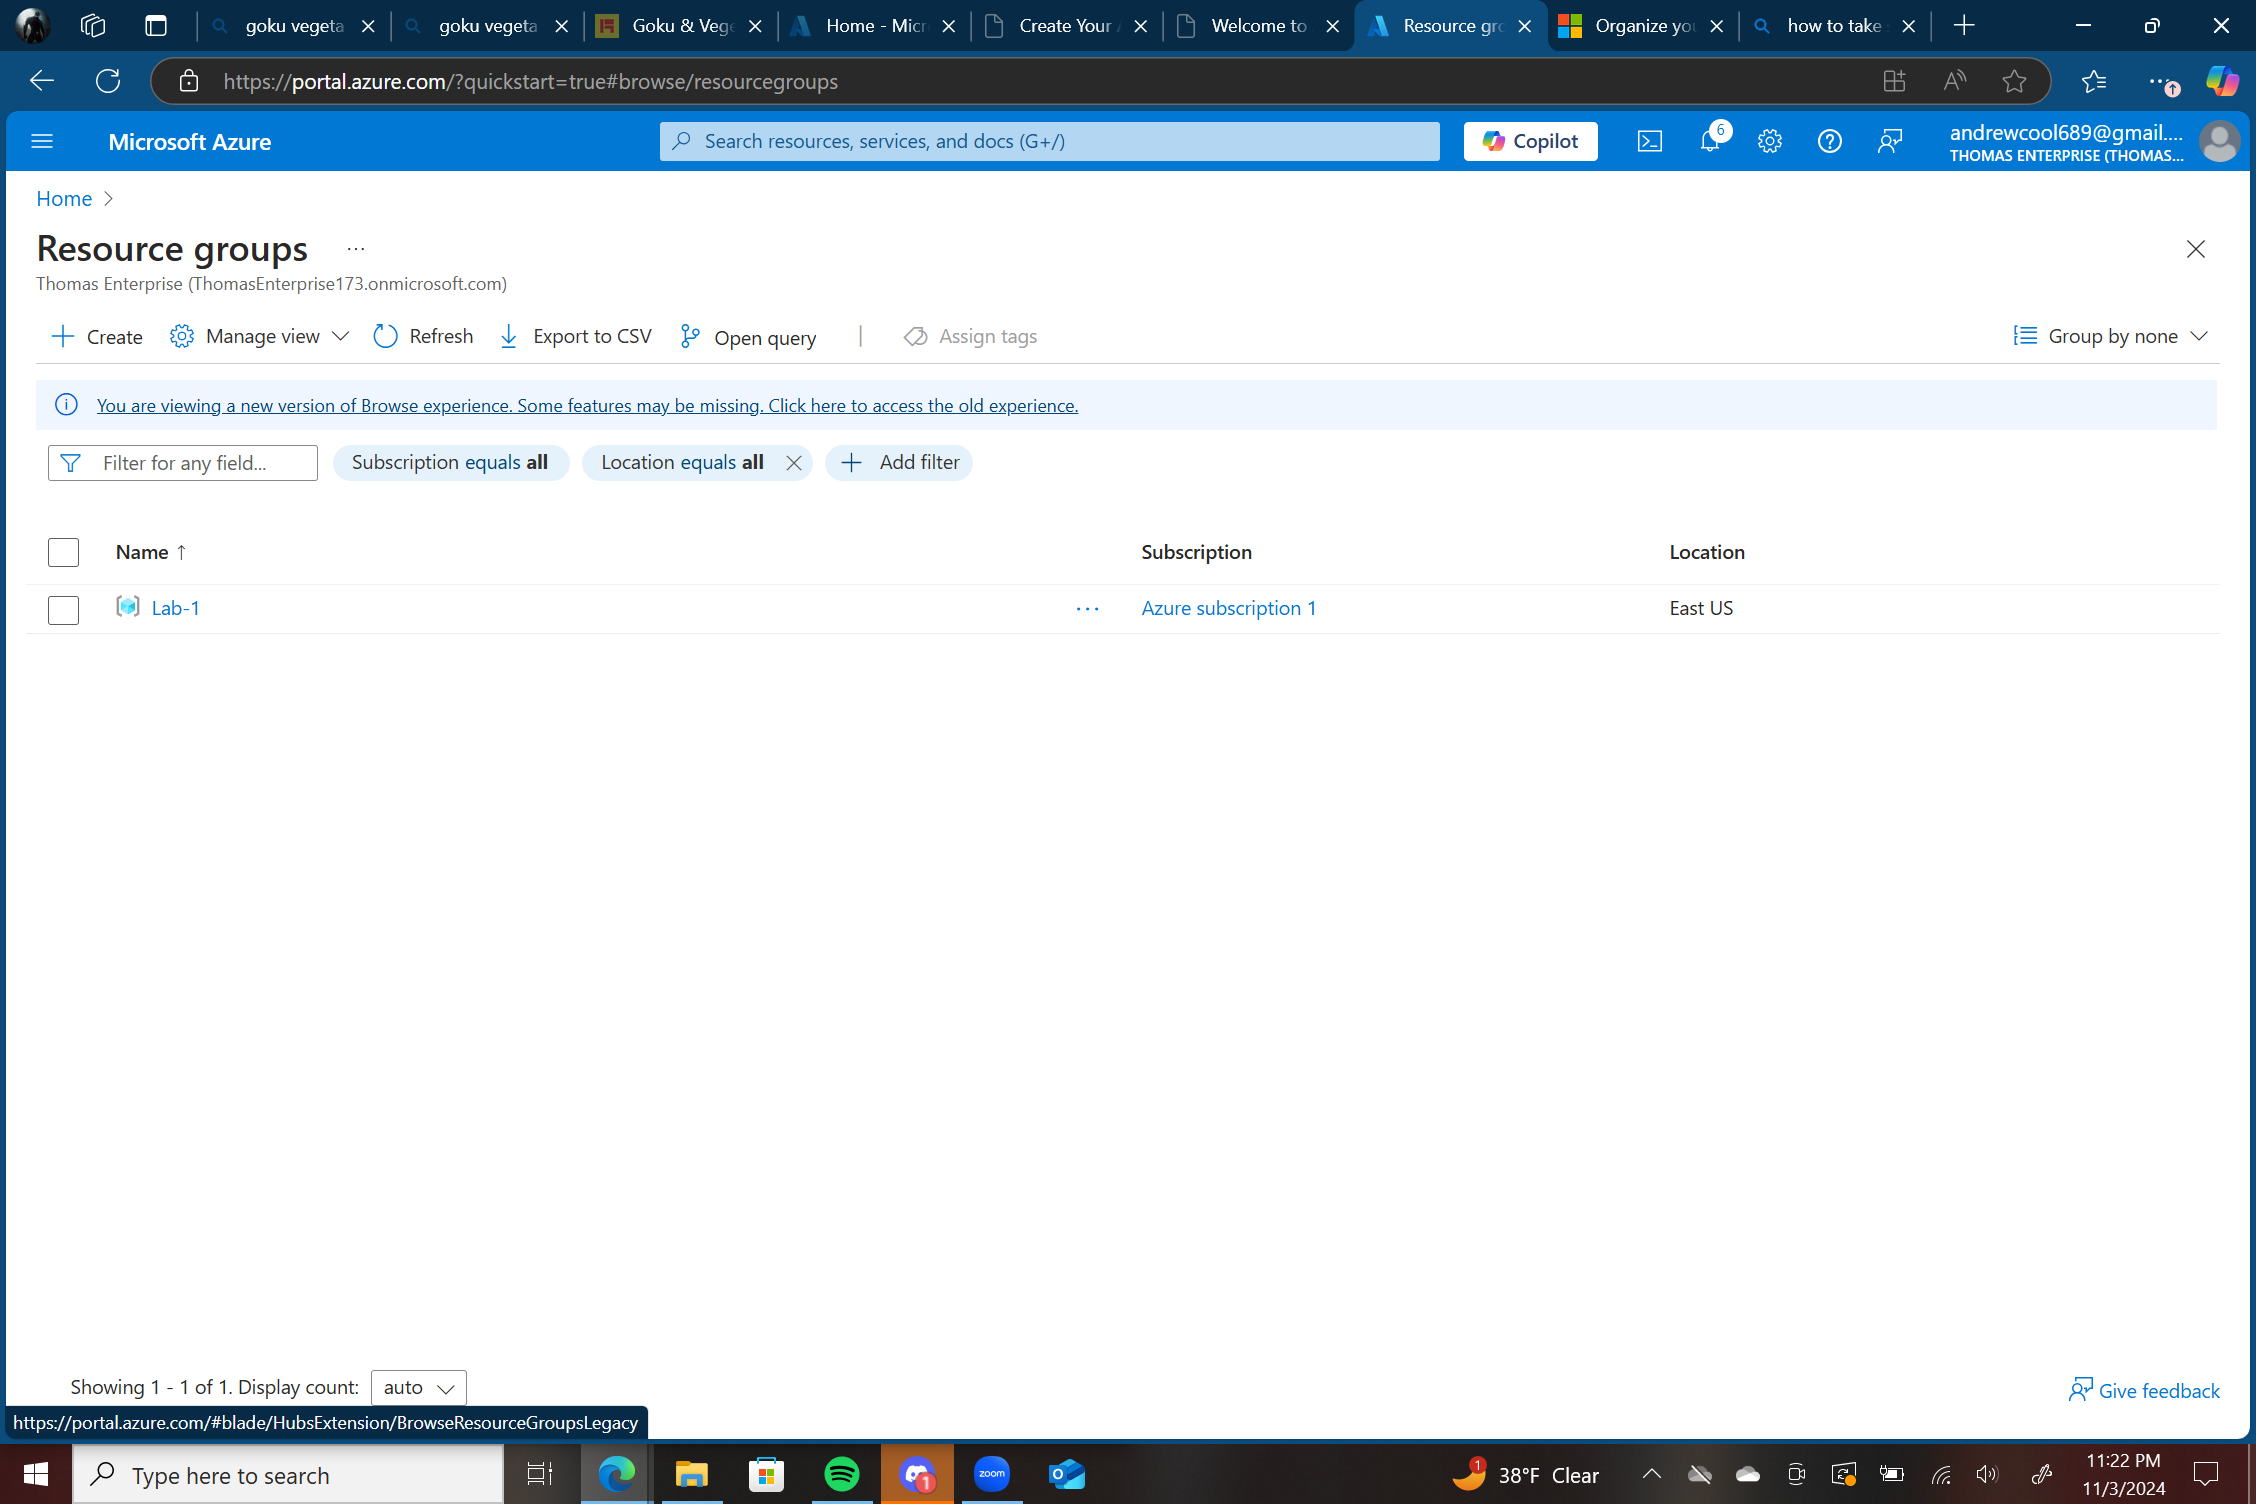 goku vegeta
goku vegeta
Goku & Vege
Home - Micr
Create Your
Welcome to
Resource gro
Organize you
how to take
https://portal.azure.com/?quickstart=true#browse/resourcegroups
Microsoft Azure
Search resources, services, and docs (G+/)
Copilot
6
andrewcool689@gmail....
THOMAS ENTERPRISE (THOMAS...
Home
Resource groups ...
Thomas Enterprise (ThomasEnterprise173.onmicrosoft.com)
Create
Manage view
Refresh
Export to CSV
Open query
Assign tags
Group by none
You are viewing a new version of Browse experience. Some features may be missing. Click here to access the old experience.
Filter for any field...
Subscription equals all
Location equals all
Add filter
Name ↑
Subscription
Location
Lab-1
...
Azure subscription 1
East US
Showing 1 - 1 of 1. Display count:
auto
Give feedback
https://portal.azure.com/#blade/HubsExtension/BrowseResourceGroupsLegacy
Type here to search
1
zoom
1
38°F Clear
11:22 PM
11/3/2024